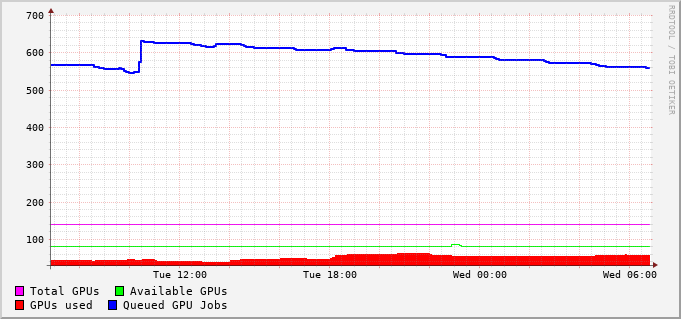 700
600
500
400
300
200
100
Tue 12:00 Tue 18:00 Wed 00:00 Wed 06:00
Total GPUs Available GPUs
GPUs used Queued GPU Jobs
RRDTOOL / TOBI OETIKER